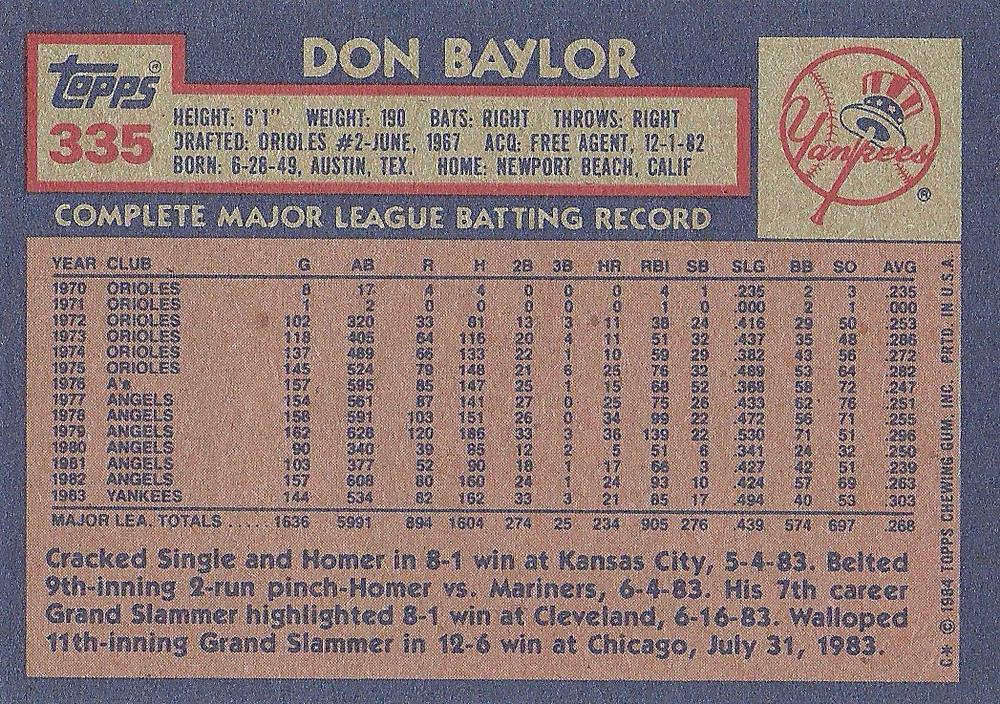 DON BAYLOR
Topps®
335
HEIGHT: 6'1" WEIGHT: 190 BATS: RIGHT THROWS: RIGHT
DRAFTED: ORIOLES #2-JUNE, 1967 ACQ: FREE AGENT, 12-1-82
BORN: 6-28-49, AUSTIN, TEX. HOME: NEWPORT BEACH, CALIF
Yankees
®
COMPLETE MAJOR LEAGUE BATTING RECORD
YEAR CLUB G AB R H 2B 3B HR RBI SB SLG BB SO AVG
1970 ORIOLES 8 17 4 4 0 0 0 4 1 .235 2 3 .235
1971 ORIOLES 1 2 0 0 0 0 0 1 0 .000 2 1 .000
1972 ORIOLES 102 320 33 81 13 3 11 38 24 .416 29 50 .253
1973 ORIOLES 118 405 64 116 20 4 11 51 32 .437 35 48 .286
1974 ORIOLES 137 489 66 133 22 1 10 59 29 .382 43 56 .272
1975 ORIOLES 145 524 79 148 21 6 25 76 32 .489 53 64 .282
1976 A's 157 595 85 147 25 1 15 68 52 .368 58 72 .247
1977 ANGELS 154 561 87 141 27 0 25 75 26 .433 62 76 .251
1978 ANGELS 158 591 103 151 26 0 34 99 22 .472 56 71 .255
1979 ANGELS 162 628 120 186 33 3 36 139 22 .530 71 51 .296
1980 ANGELS 90 340 39 85 12 2 5 51 6 .341 24 32 .250
1981 ANGELS 103 377 52 90 18 1 17 66 3 .427 42 51 .239
1982 ANGELS 157 608 80 160 24 1 24 93 10 .424 57 69 .263
1983 YANKEES 144 534 82 162 33 3 21 85 17 .494 40 53 .303
MAJOR LEA. TOTALS ..... 1636 5991 894 1604 274 25 234 905 276 .439 574 697 .268
Cracked Single and Homer in 8-1 win at Kansas City, 5-4-83. Belted
9th-inning 2-run pinch-Homer vs. Mariners, 6-4-83. His 7th career
Grand Slammer highlighted 8-1 win at Cleveland, 6-16-83. Walloped
11th-inning Grand Slammer in 12-6 win at Chicago, July 31, 1983.
C* © 1984 TOPPS CHEWING GUM, INC. PRTD. IN U.S.A.